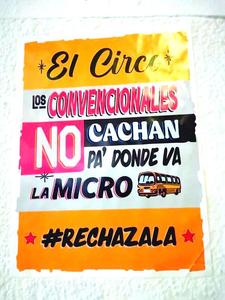 El Circo
LOS CONVENCIONALES
NO CACHAN
PA' DONDE VA
LA MICRO
#RECHAZALA